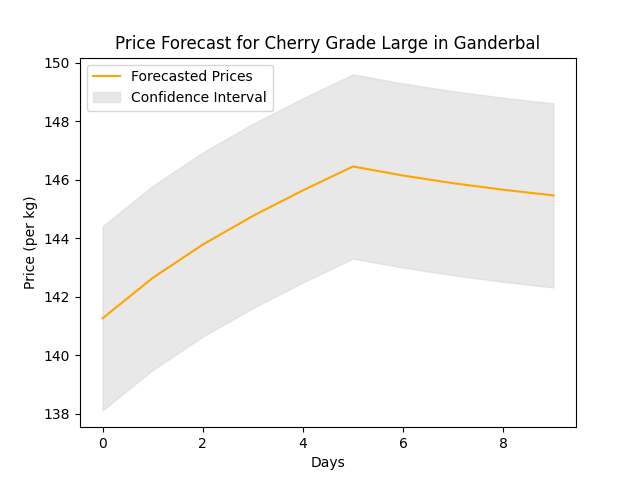 Price Forecast for Cherry Grade Large in Ganderbal
Forecasted Prices
Confidence Interval
Price (per kg)
150
148
146
144
142
140
138
0 2 4 6 8
Days